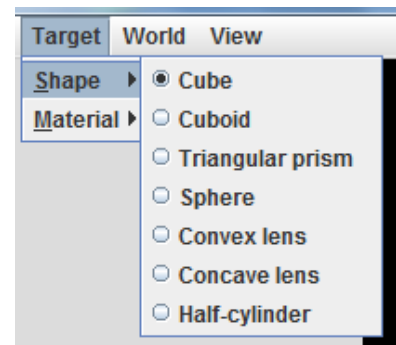 Target World View
Shape
Material
Cube
Cuboid
Triangular prism
Sphere
Convex lens
Concave lens
Half-cylinder